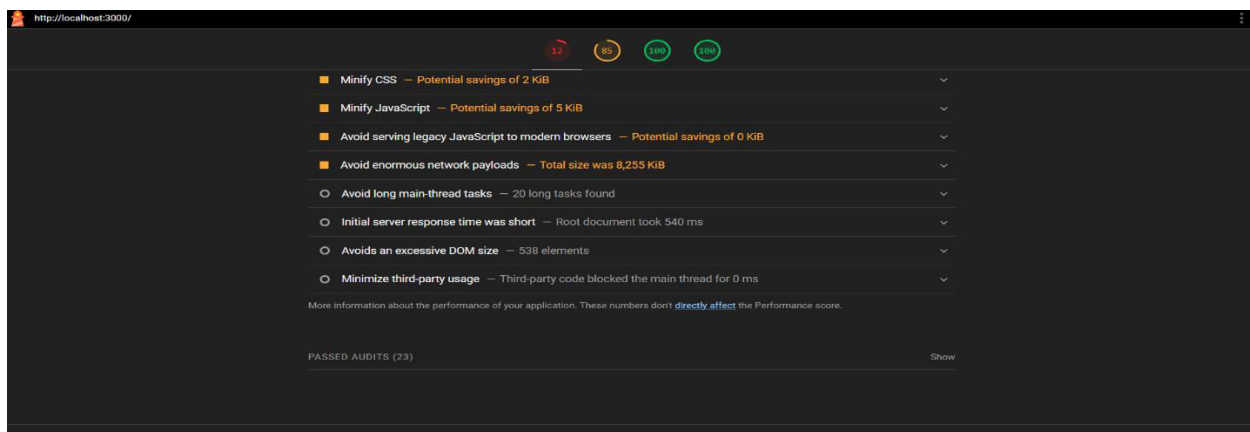 http://localhost:3000/
12 85 100 100
Minify CSS — Potential savings of 2 KiB
Minify JavaScript — Potential savings of 5 KiB
Avoid serving legacy JavaScript to modern browsers — Potential savings of 0 KiB
Avoid enormous network payloads — Total size was 8,255 KiB
Avoid long main-thread tasks — 20 long tasks found
Initial server response time was short — Root document took 540 ms
Avoids an excessive DOM size — 538 elements
Minimize third-party usage — Third-party code blocked the main thread for 0 ms
More information about the performance of your application. These numbers don't directly affect the Performance score.
PASSED AUDITS (23) Show